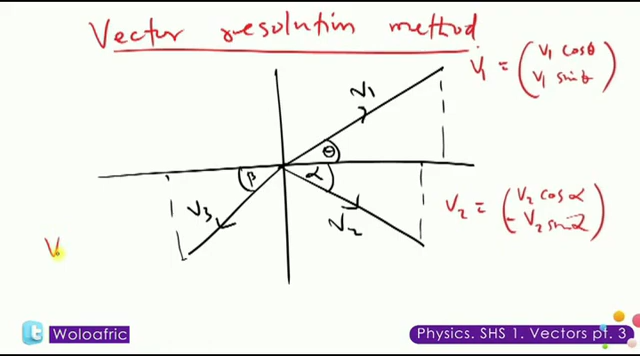 Vector resolution method
V₁ = (V₁ cosθ
V₁ sinθ)
V₁
θ
β
α
V₃
V₂
V₂ = (V₂ cosα
- V₂ sinα)
V
Woloafric
Physics. SHS 1. Vectors pt. 3